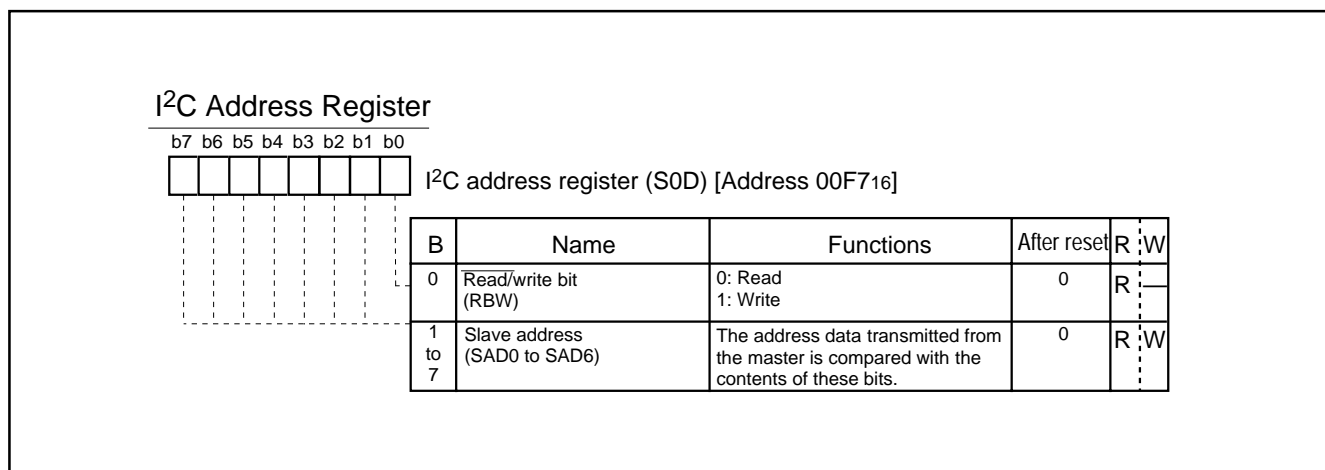 I²C Address Register
b7 b6 b5 b4 b3 b2 b1 b0
I²C address register (S0D) [Address 00F7₁₆]
B Name Functions After reset R W
0 R̅e̅a̅d̅/write bit 0: Read 0 R —
(RBW) 1: Write
1 Slave address The address data transmitted from 0 R W
to (SAD0 to SAD6) the master is compared with the
7 contents of these bits.